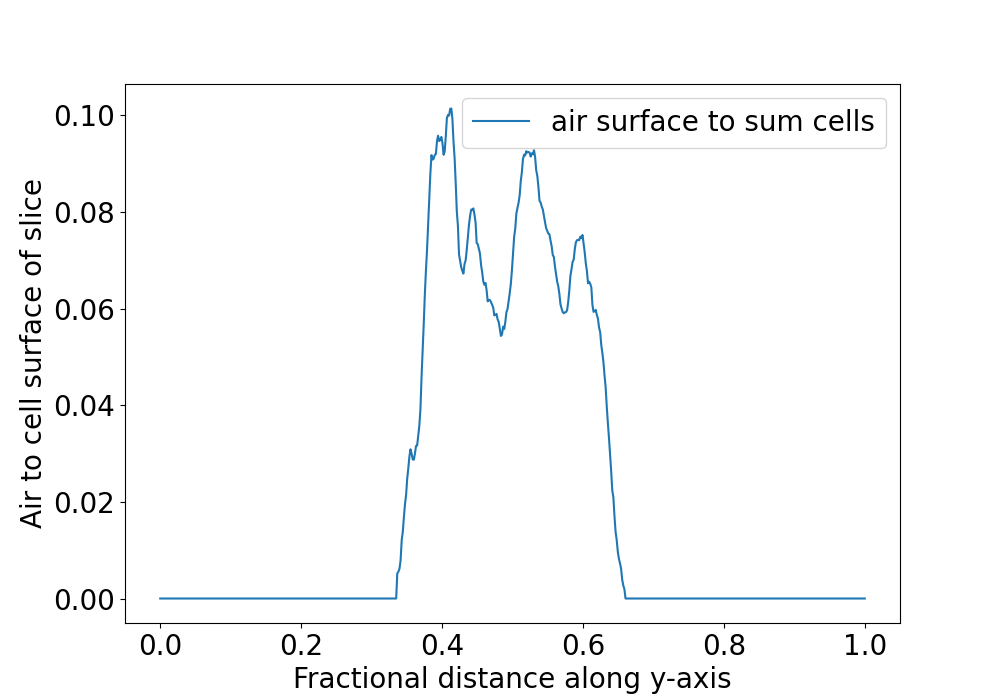 air surface to sum cells
Air to cell surface of slice
0.10
0.08
0.06
0.04
0.02
0.00
0.0 0.2 0.4 0.6 0.8 1.0
Fractional distance along y-axis